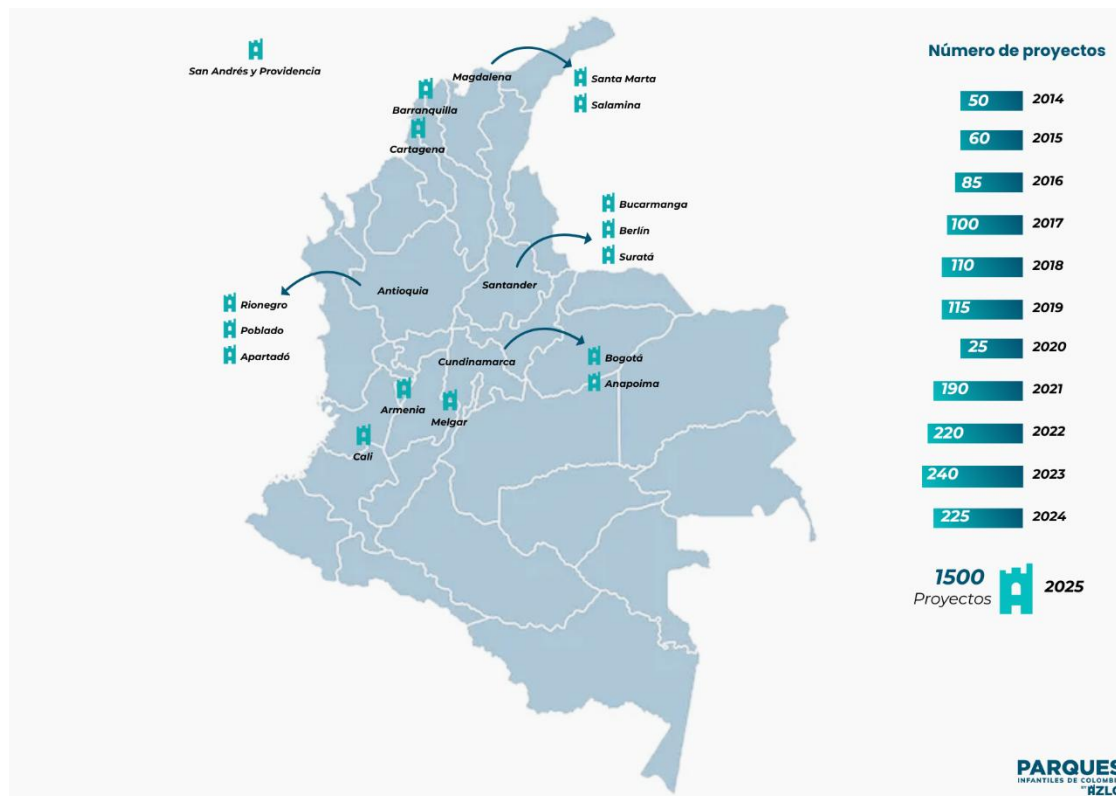 San Andrés y Providencia
Magdalena
Santa Marta
Salamina
Barranquilla
Cartagena
Bucarmanga
Berlín
Suratá
Santander
Antioquia
Rionegro
Poblado
Apartadó
Cundinamarca
Bogotá
Anapoima
Armenia
Melgar
Cali
Número de proyectos
50 2014
60 2015
85 2016
100 2017
110 2018
115 2019
25 2020
190 2021
220 2022
240 2023
225 2024
1500
Proyectos
2025
PARQUES
INFANTILES DE COLOMBI